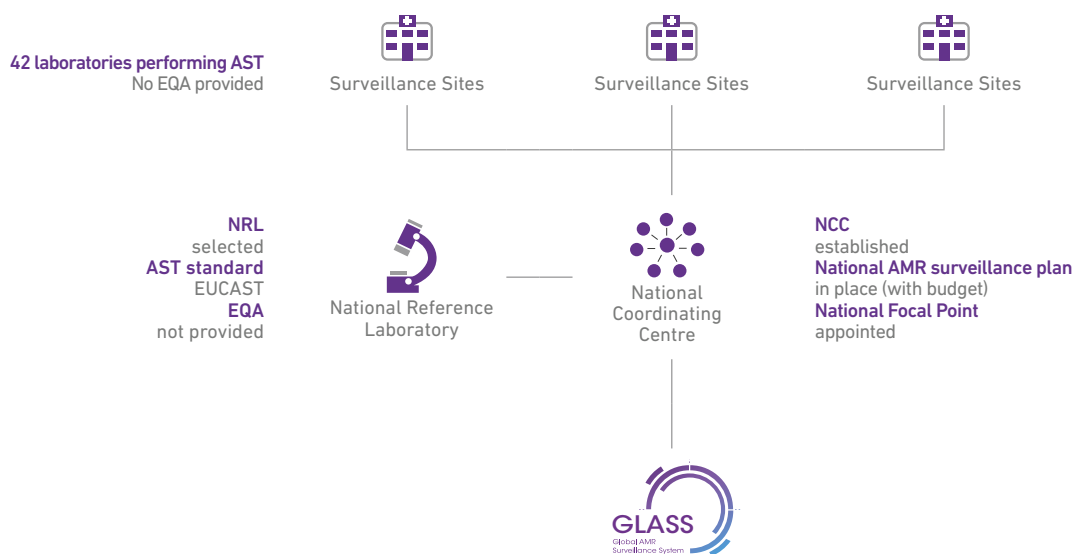 42 laboratories performing AST
No EQA provided
Surveillance Sites
Surveillance Sites
Surveillance Sites
NRL
selected
AST standard
EUCAST
EQA
not provided
National Reference
Laboratory
National
Coordinating
Centre
NCC
established
National AMR surveillance plan
in place (with budget)
National Focal Point
appointed
GLASS
Global AMR
Surveillance System